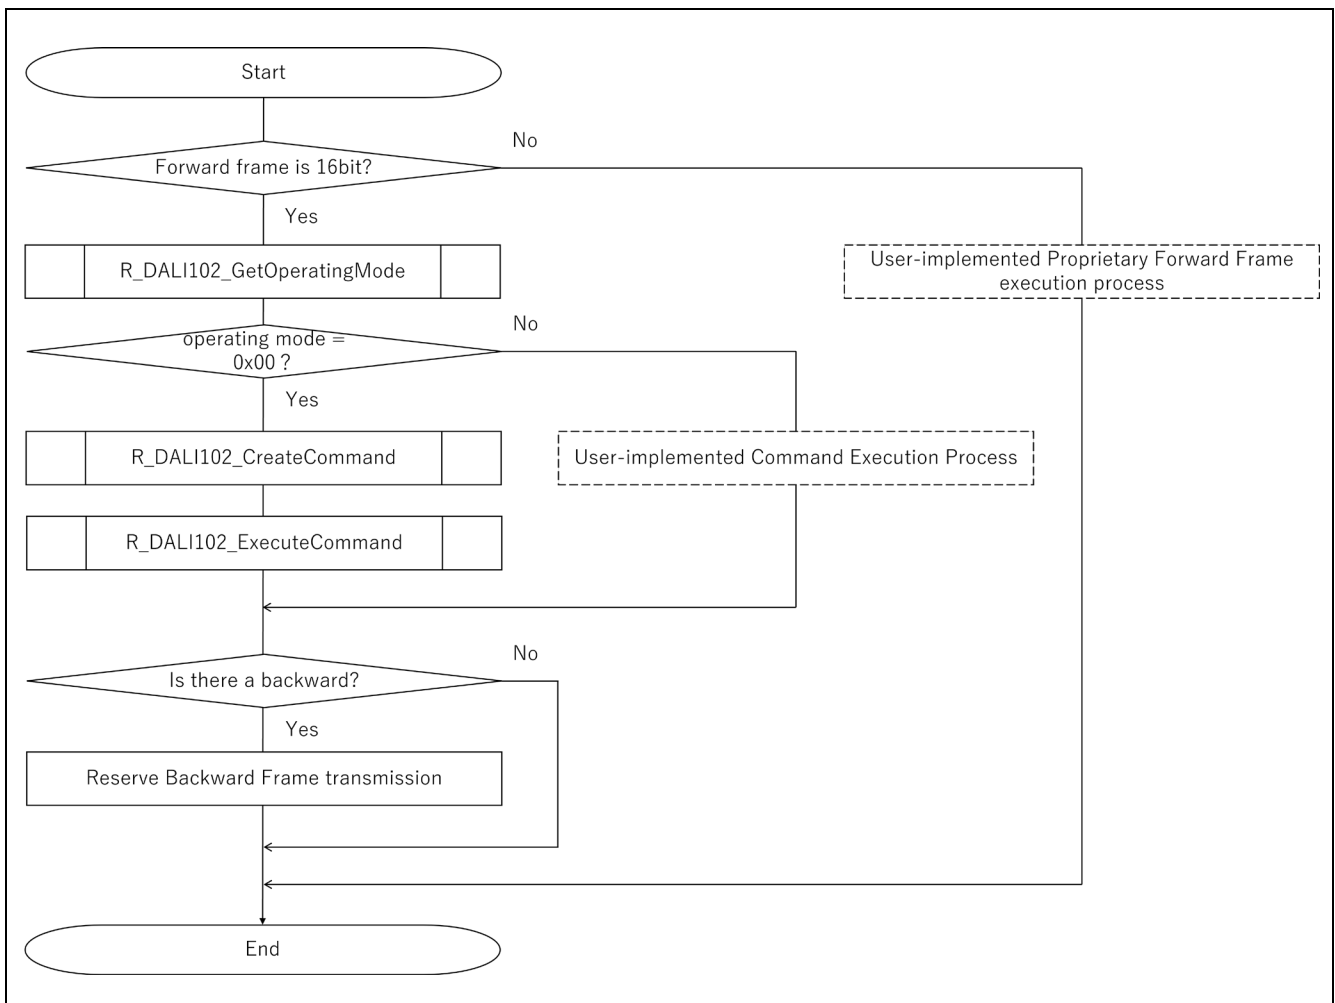 Start
No
Forward frame is 16bit?
Yes
R_DALI102_GetOperatingMode
User-implemented Proprietary Forward Frame
execution process
No
operating mode =
0x00 ?
Yes
R_DALI102_CreateCommand
User-implemented Command Execution Process
R_DALI102_ExecuteCommand
No
Is there a backward?
Yes
Reserve Backward Frame transmission
End